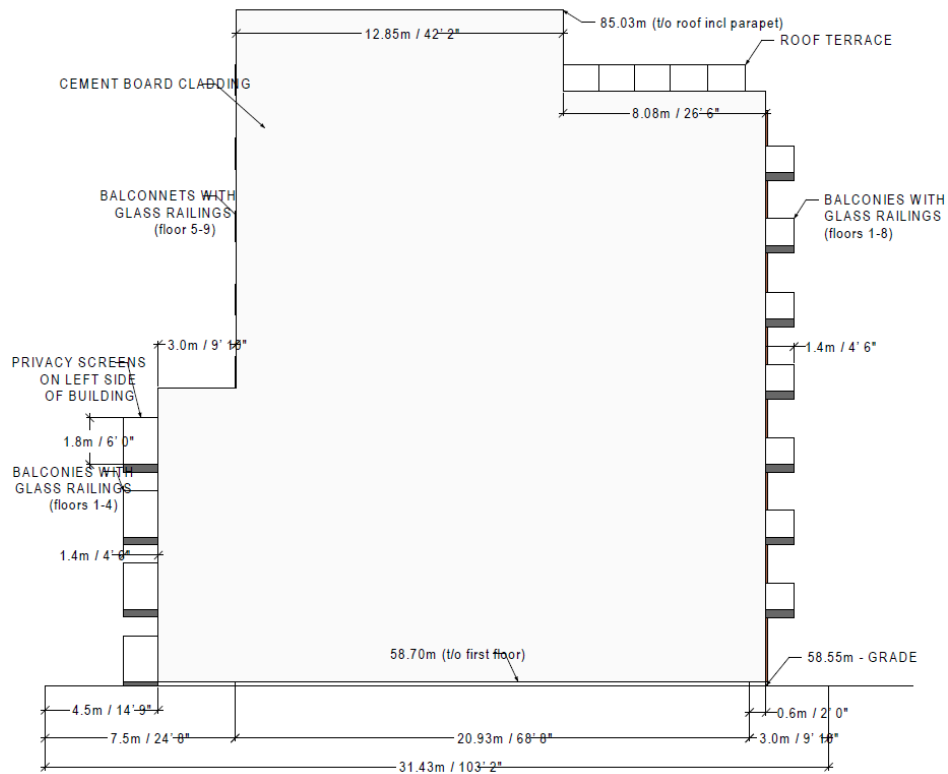 85.03m (t/o roof incl parapet)
12.85m / 42' 2"
ROOF TERRACE
CEMENT BOARD CLADDING
8.08m / 26' 6"
BALCONNETS WITH
GLASS RAILINGS
(floor 5-9)
BALCONIES WITH
GLASS RAILINGS
(floors 1-8)
3.0m / 9' 10"
1.4m / 4' 6"
PRIVACY SCREENS
ON LEFT SIDE
OF BUILDING
1.8m / 6' 0"
BALCONIES WITH
GLASS RAILINGS
(floors 1-4)
1.4m / 4' 6"
58.70m (t/o first floor)
58.55m - GRADE
4.5m / 14' 9"
0.6m / 2' 0"
7.5m / 24' 8"
20.93m / 68' 8"
3.0m / 9' 10"
31.43m / 103' 2"